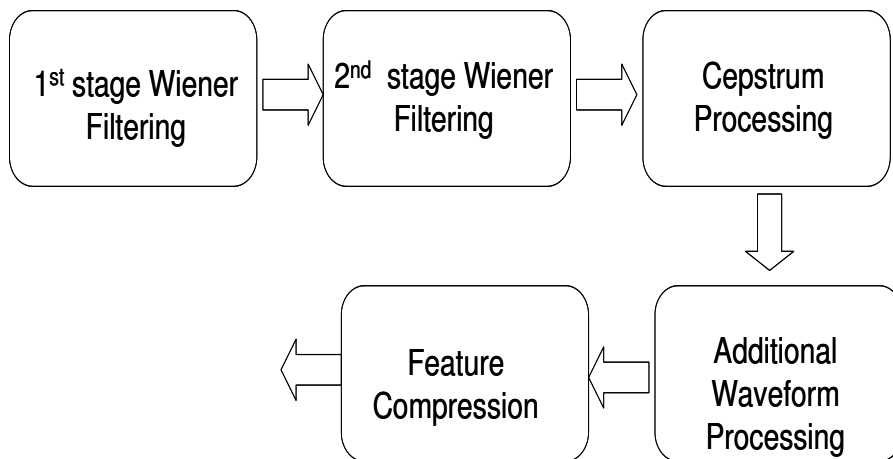 1st stage Wiener
Filtering
2nd stage Wiener
Filtering
Cepstrum
Processing
Feature
Compression
Additional
Waveform
Processing